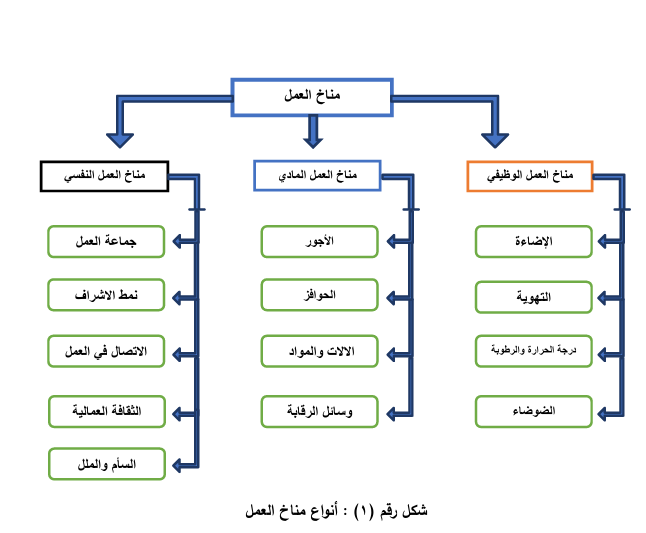 مناخ العمل
مناخ العمل الوظيفي
الإضاءة
التهوية
درجة الحرارة والرطوبة
الضوضاء
مناخ العمل المادي
الأجور
الحوافز
الالات والمواد
وسائل الرقابة
مناخ العمل النفسي
جماعة العمل
نمط الاشراف
الاتصال في العمل
الثقافة العمالية
السأم والملل
شكل رقم (١) : أنواع مناخ العمل